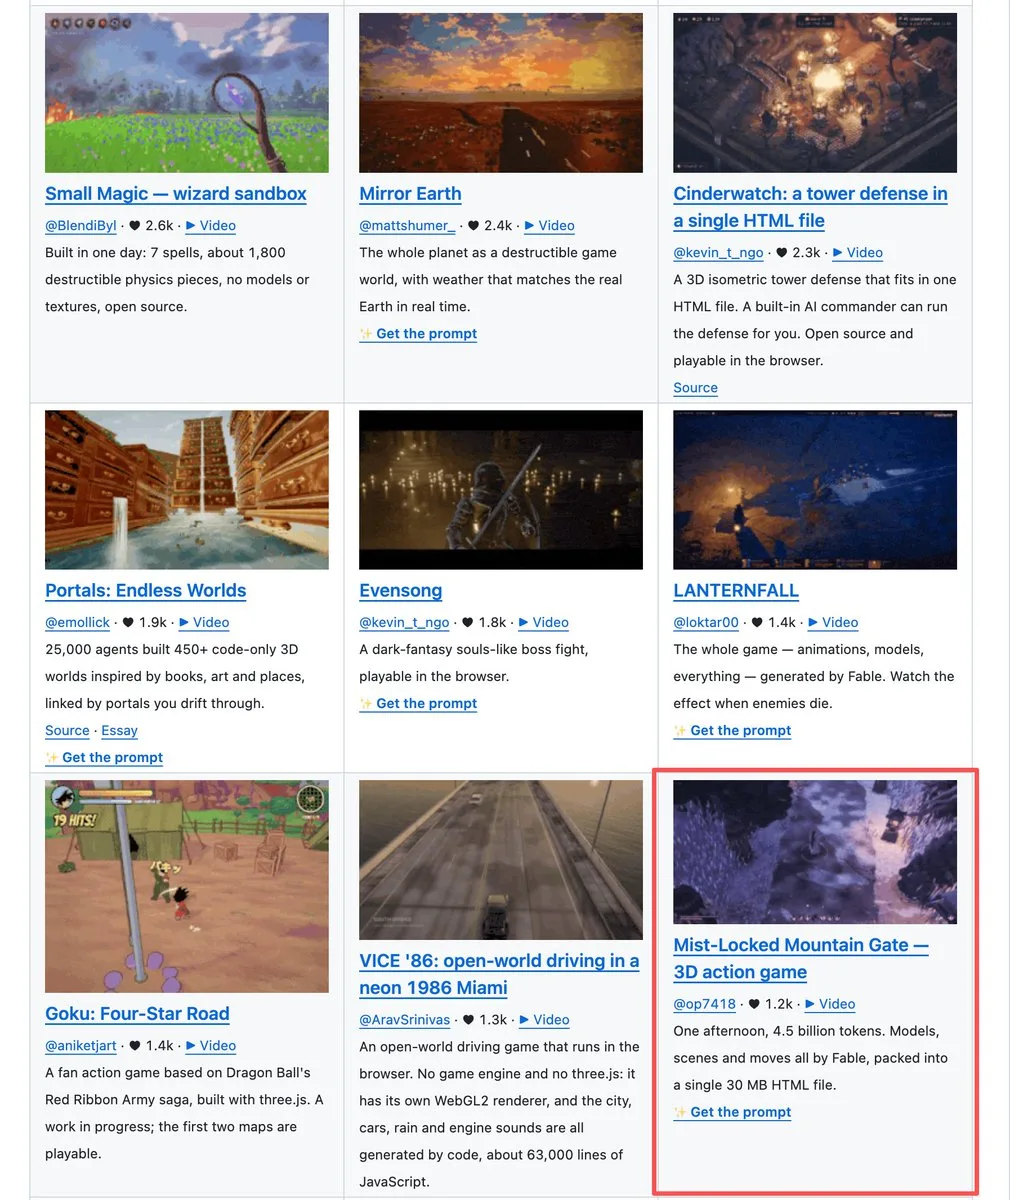 Small Magic — wizard sandbox
@BlendiByl · ♥ 2.6k · ▶ Video
Built in one day: 7 spells, about 1,800
destructible physics pieces, no models or
textures, open source.
Mirror Earth
@mattshumer_ · ♥ 2.4k · ▶ Video
The whole planet as a destructible game
world, with weather that matches the real
Earth in real time.
✨ Get the prompt
Cinderwatch: a tower defense in
a single HTML file
@kevin_t_ngo · ♥ 2.3k · ▶ Video
A 3D isometric tower defense that fits in one
HTML file. A built-in AI commander can run
the defense for you. Open source and
playable in the browser.
Source
Portals: Endless Worlds
@emollick · ♥ 1.9k · ▶ Video
25,000 agents built 450+ code-only 3D
worlds inspired by books, art and places,
linked by portals you drift through.
Source · Essay
✨ Get the prompt
Evensong
@kevin_t_ngo · ♥ 1.8k · ▶ Video
A dark-fantasy souls-like boss fight,
playable in the browser.
✨ Get the prompt
LANTERNFALL
@loktar00 · ♥ 1.4k · ▶ Video
The whole game — animations, models,
everything — generated by Fable. Watch the
effect when enemies die.
✨ Get the prompt
19 HITS!
バキッ
Goku: Four-Star Road
@aniketjart · ♥ 1.4k · ▶ Video
A fan action game based on Dragon Ball's
Red Ribbon Army saga, built with three.js. A
work in progress; the first two maps are
playable.
VICE '86: open-world driving in a
neon 1986 Miami
@AravSrinivas · ♥ 1.3k · ▶ Video
An open-world driving game that runs in the
browser. No game engine and no three.js: it
has its own WebGL2 renderer, and the city,
cars, rain and engine sounds are all
generated by code, about 63,000 lines of
JavaScript.
Mist-Locked Mountain Gate —
3D action game
@op7418 · ♥ 1.2k · ▶ Video
One afternoon, 4.5 billion tokens. Models,
scenes and moves all by Fable, packed into
a single 30 MB HTML file.
✨ Get the prompt